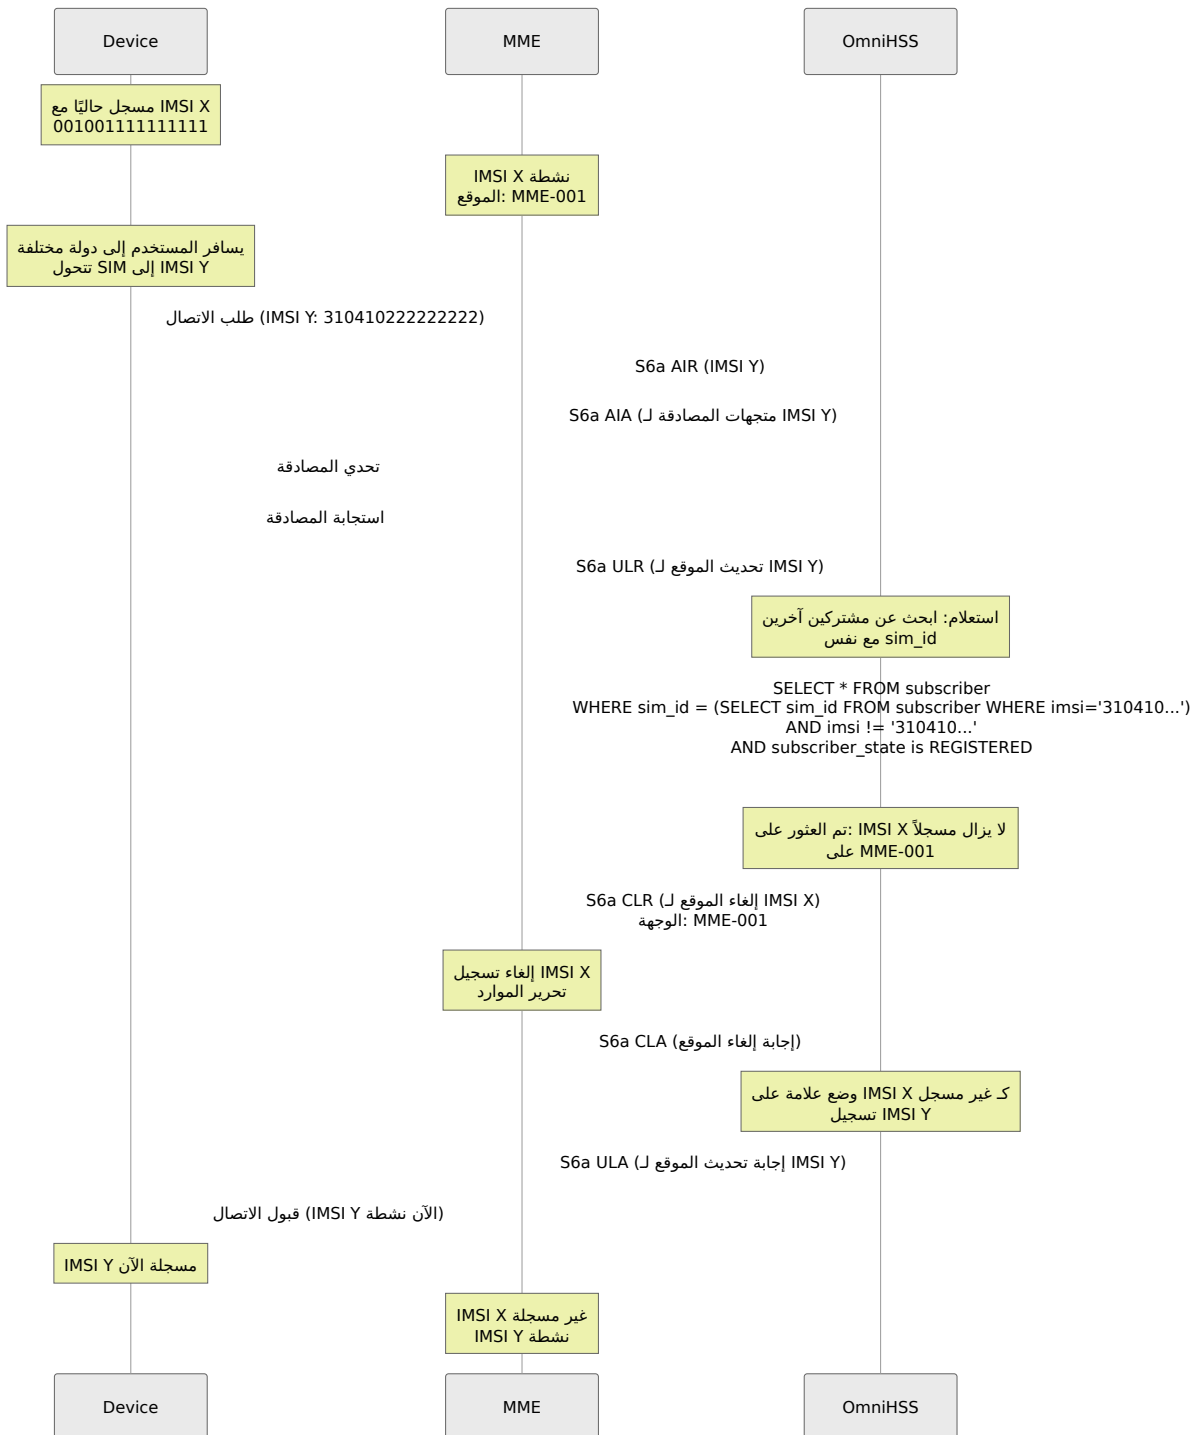 Device
MME
OmniHSS
مسجل حاليًا مع IMSI X
001001111111111
IMSI X نشطة
الموقع: MME-001
يسافر المستخدم إلى دولة مختلفة
تتحول SIM إلى IMSI Y
طلب الاتصال (IMSI Y: 310410222222222)
S6a AIR (IMSI Y)
S6a AIA (متجهات المصادقة لـ IMSI Y)
تحدي المصادقة
استجابة المصادقة
S6a ULR (تحديث الموقع لـ IMSI Y)
استعلام: ابحث عن مشتركين آخرين
مع نفس sim_id
SELECT * FROM subscriber
WHERE sim_id = (SELECT sim_id FROM subscriber WHERE imsi='310410...')
AND imsi != '310410...'
AND subscriber_state is REGISTERED
تم العثور على: IMSI X لا يزال مسجلاً
على MME-001
S6a CLR (إلغاء الموقع لـ IMSI X)
الوجهة: MME-001
إلغاء تسجيل IMSI X
تحرير الموارد
S6a CLA (إجابة إلغاء الموقع)
وضع علامة على IMSI X كـ غير مسجل
تسجيل IMSI Y
S6a ULA (إجابة تحديث الموقع لـ IMSI Y)
قبول الاتصال (IMSI Y الآن نشطة)
IMSI Y مسجلة الآن
IMSI X غير مسجلة
IMSI Y نشطة
Device
MME
OmniHSS